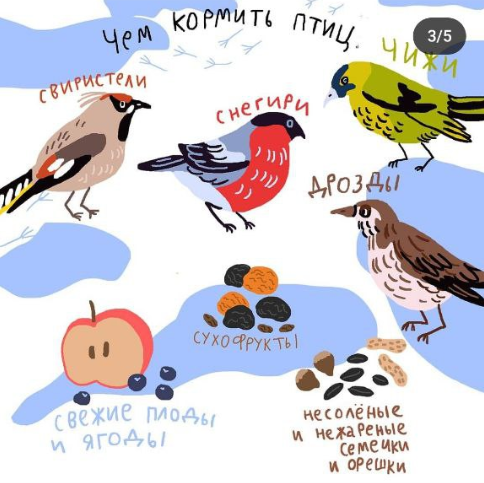 Чем кормить птиц.
3/5
свиристели
снегири
чижи
дрозды
сухофрукты
свежие плоды
и ягоды
несолёные
и нежареные
семечки
и орешки